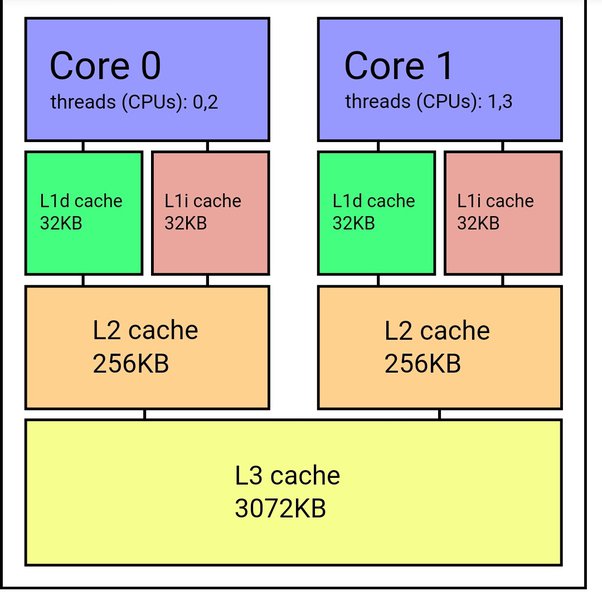 Core 0
threads (CPUs): 0,2
Core 1
threads (CPUs): 1,3
L1d cache
32KB
L1i cache
32KB
L1d cache
32KB
L1i cache
32KB
L2 cache
256KB
L2 cache
256KB
L3 cache
3072KB